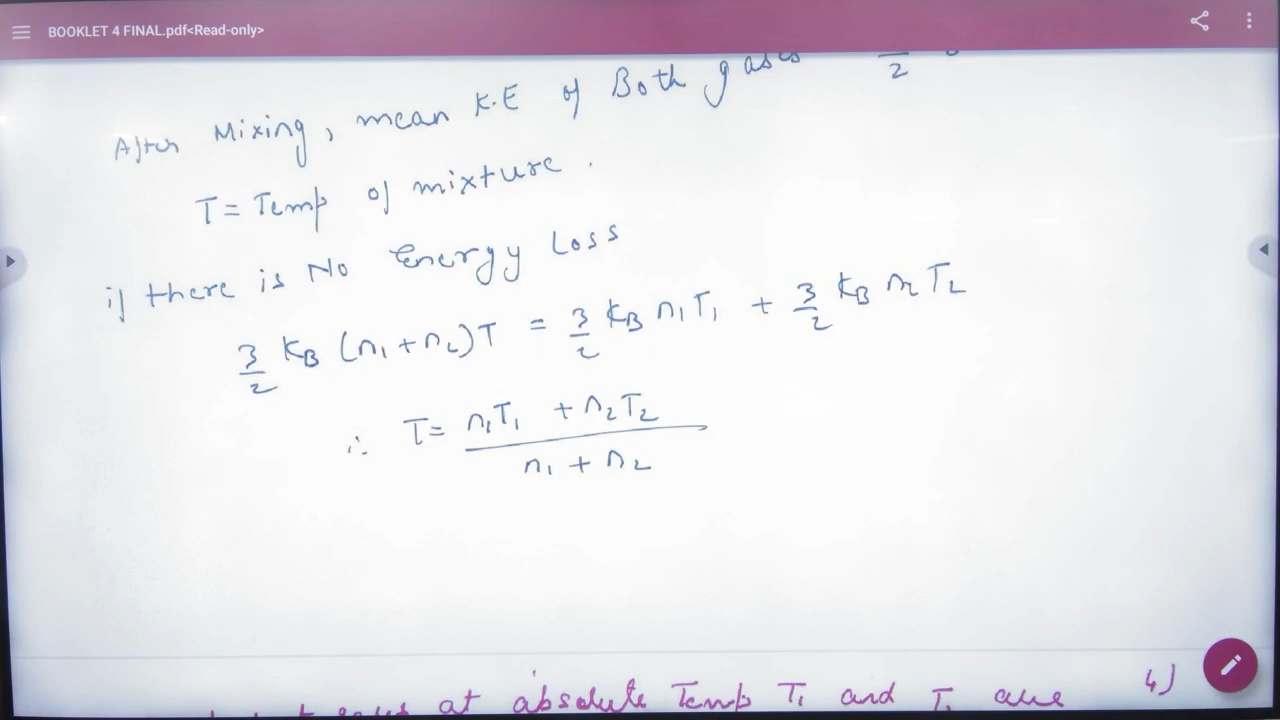 BOOKLET 4 FINAL.pdf<Read-only>
After Mixing, mean K.E of Both gases 2
T = Temp of mixture.
if there is No Energy Loss
3/2 KB (n1+n2)T = 3/2 KB n1T1 + 3/2 KB n2T2
∴ T = n1T1 + n2T2 / n1 + n2
4)
at absolute Temp T1 and are